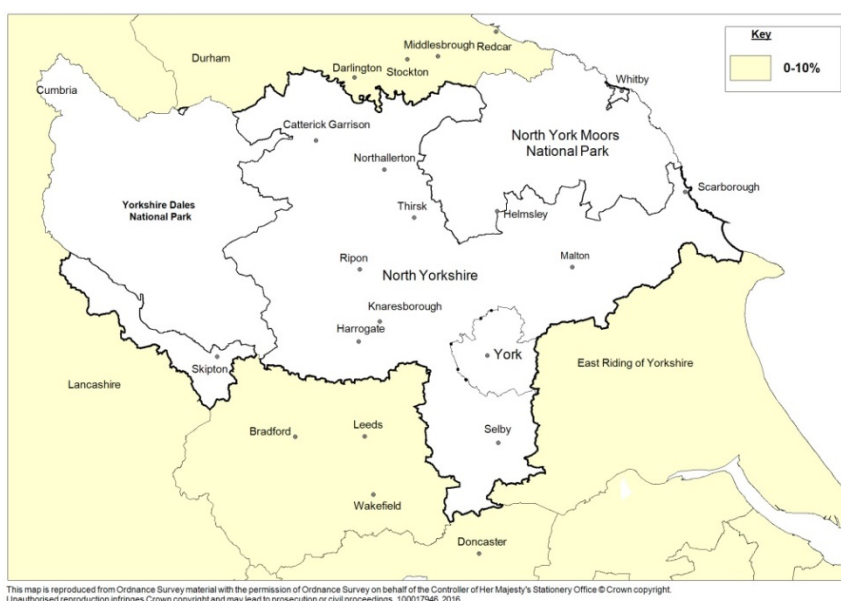 Key
0-10%
Durham
Middlesbrough
Redcar
Darlington
Stockton
Cumbria
Whitby
Catterick Garrison
North York Moors
National Park
Northallerton
Scarborough
Yorkshire Dales
National Park
Thirsk
Helmsley
Ripon
North Yorkshire
Malton
Knaresborough
Harrogate
York
Skipton
East Riding of Yorkshire
Lancashire
Bradford
Leeds
Selby
Wakefield
Doncaster
This map is reproduced from Ordnance Survey material with the permission of Ordnance Survey on behalf of the Controller of Her Majesty's Stationery Office © Crown copyright.
Unauthorised reproduction infringes Crown copyright and may lead to prosecution or civil proceedings. 100017946, 2016